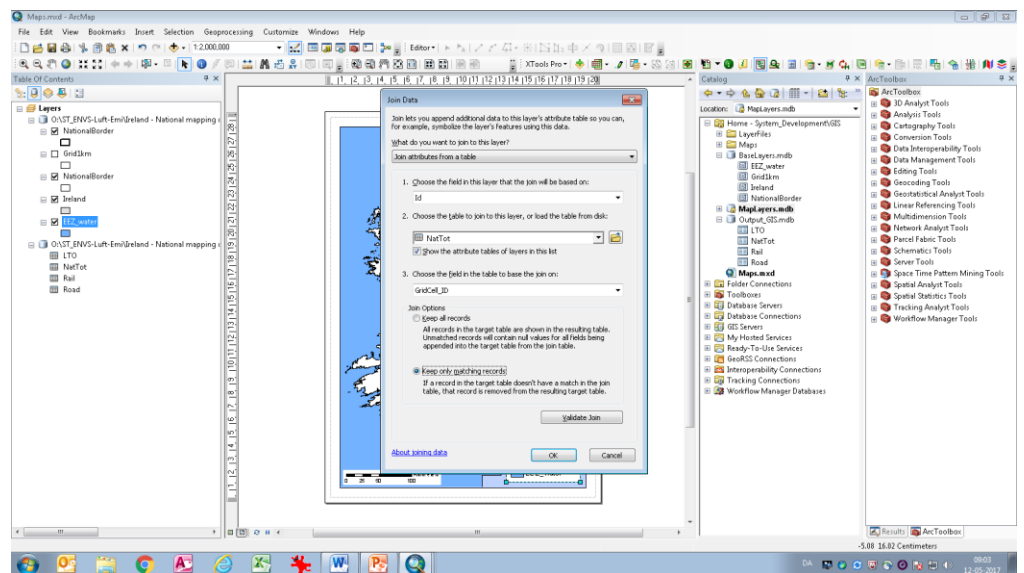 Maps.mxd - ArcMap
File Edit View Bookmarks Insert Selection Geoprocessing Customize Windows Help
1:2,000,000
Editor
XTools Pro
Table Of Contents
Layers
O:\ST_ENVS-Luft-Emi\Ireland - National mapping
NationalBorder
Grid1km
NationalBorder
Ireland
EEZ_water
O:\ST_ENVS-Luft-Emi\Ireland - National mapping
LTO
NatTot
Rail
Road
Join Data
Join lets you append additional data to this layer's attribute table so you can,
for example, symbolize the layer's features using this data.
What do you want to join to this layer?
Join attributes from a table
1. Choose the field in this layer that the join will be based on:
Id
2. Choose the table to join to this layer, or load the table from disk:
NatTot
Show the attribute tables of layers in this list
3. Choose the field in the table to base the join on:
GridCell_ID
Join Options
Keep all records
All records in the target table are shown in the resulting table.
Unmatched records will contain null values for all fields being
appended into the target table from the join table.
Keep only matching records
If a record in the target table doesn't have a match in the join
table, that record is removed from the resulting target table.
Validate Join
About joining data
OK Cancel
Catalog
Location: MapLayers.mdb
Home - System_Development\GIS
LayerFiles
Maps
BaseLayers.mdb
EEZ_water
Grid1km
Ireland
NationalBorder
MapLayers.mdb
Output_GIS.mdb
LTO
NatTot
Rail
Road
Maps.mxd
Folder Connections
Toolboxes
Database Servers
Database Connections
GIS Servers
My Hosted Services
Ready-To-Use Services
GeoRSS Connections
Interoperability Connections
Tracking Connections
Workflow Manager Databases
ArcToolbox
ArcToolbox
3D Analyst Tools
Analysis Tools
Cartography Tools
Conversion Tools
Data Interoperability Tools
Data Management Tools
Editing Tools
Geocoding Tools
Geostatistical Analyst Tools
Linear Referencing Tools
Multidimension Tools
Network Analyst Tools
Parcel Fabric Tools
Schematics Tools
Server Tools
Space Time Pattern Mining Tools
Spatial Analyst Tools
Spatial Statistics Tools
Tracking Analyst Tools
Workflow Manager Tools
Results ArcToolbox
-5.08 16.02 Centimeters
DA
09:03
12-05-2017